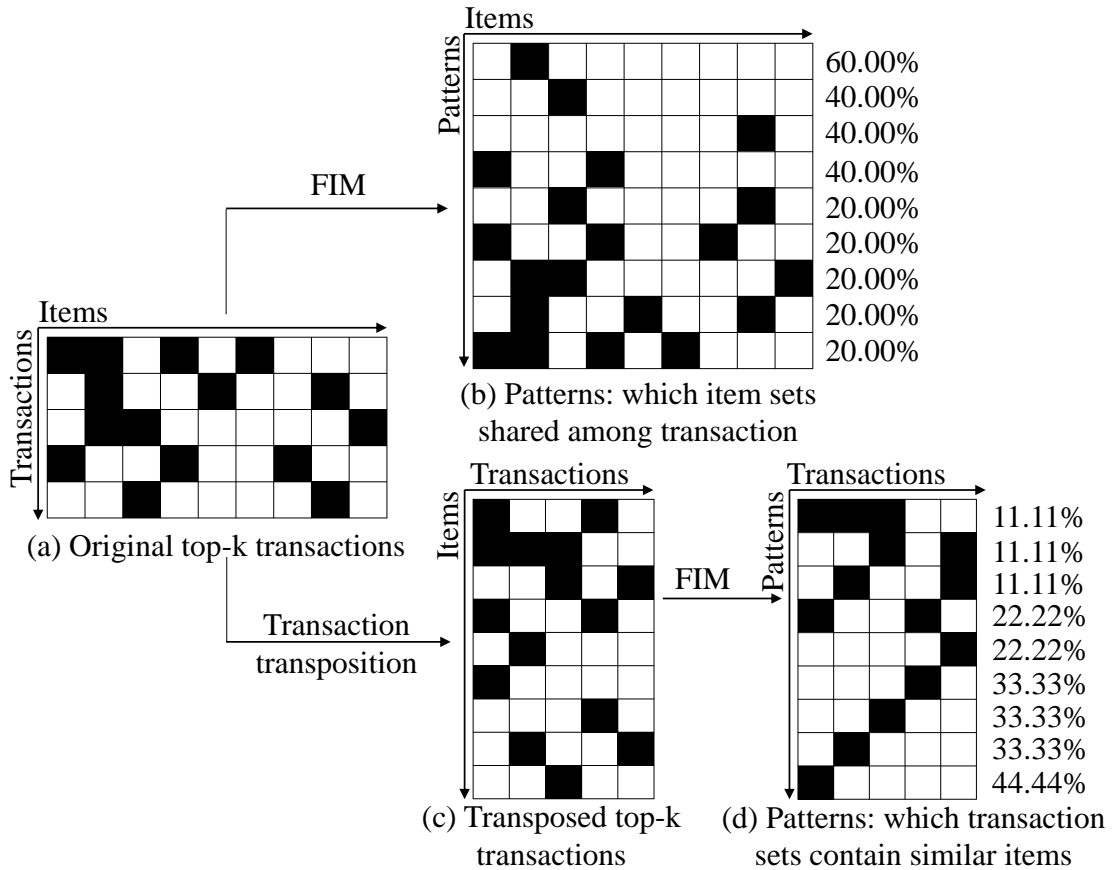 Items
Patterns
60.00%
40.00%
40.00%
40.00%
20.00%
20.00%
20.00%
20.00%
20.00%
FIM
(b) Patterns: which item sets
shared among transaction
Items
Transactions
(a) Original top-k transactions
Transaction
transposition
Transactions
Items
(c) Transposed top-k
transactions
FIM
Transactions
Patterns
11.11%
11.11%
11.11%
22.22%
22.22%
33.33%
33.33%
33.33%
44.44%
(d) Patterns: which transaction
sets contain similar items